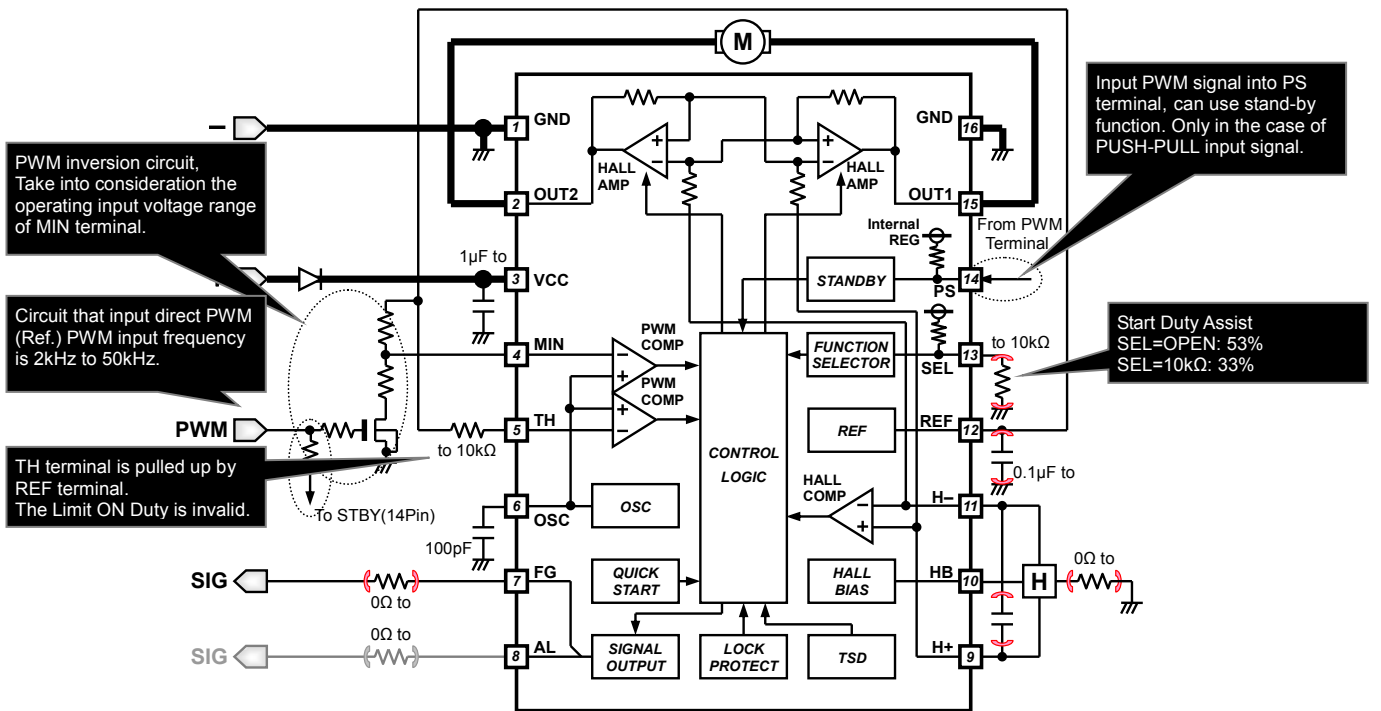 M
Input PWM signal into PS
terminal, can use stand-by
function. Only in the case of
PUSH-PULL input signal.
PWM inversion circuit,
Take into consideration the
operating input voltage range
of MIN terminal.
Circuit that input direct PWM
(Ref.) PWM input frequency
is 2kHz to 50kHz.
TH terminal is pulled up by
REF terminal.
The Limit ON Duty is invalid.
Start Duty Assist
SEL=OPEN: 53%
SEL=10kΩ: 33%
−
PWM
SIG
SIG
1 GND
2 OUT2
3 VCC
4 MIN
5 TH
6 OSC
7 FG
8 AL
GND 16
OUT1 15
PS 14
SEL 13
REF 12
H− 11
HB 10
H+ 9
1µF to
to 10kΩ
To STBY(14Pin)
100pF
0Ω to
0Ω to
+
−
HALL
AMP
+
−
HALL
AMP
Internal
REG
From PWM
Terminal
STANDBY
−
+
PWM
COMP
+
−
PWM
COMP
FUNCTION
SELECTOR
to 10kΩ
REF
0.1µF to
CONTROL
LOGIC
HALL
COMP
−
+
OSC
QUICK
START
HALL
BIAS
H
0Ω to
SIGNAL
OUTPUT
LOCK
PROTECT
TSD